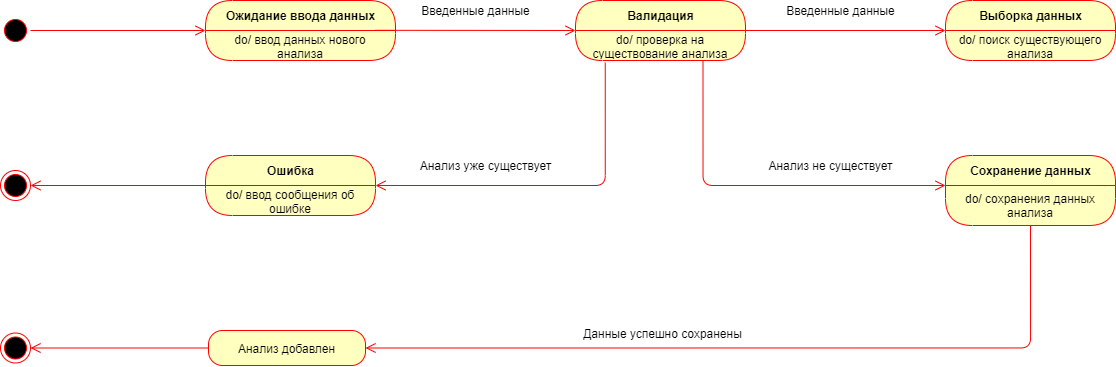 Ожидание ввода данных
do/ ввод данных нового
анализа
Введенные данные
Валидация
do/ проверка на
существование анализа
Введенные данные
Выборка данных
do/ поиск существующего
анализа
Ошибка
do/ ввод сообщения об
ошибке
Анализ уже существует
Анализ не существует
Сохранение данных
do/ сохранения данных
анализа
Анализ добавлен
Данные успешно сохранены